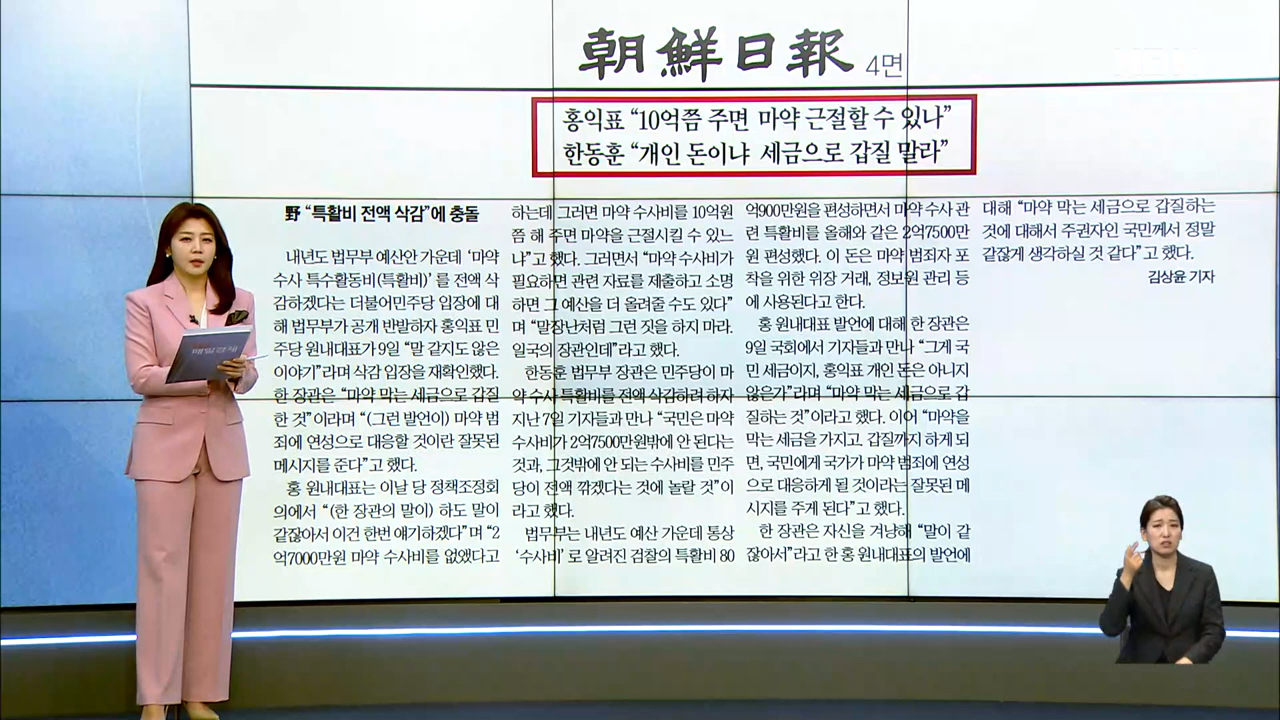 朝鮮日報 4면
홍익표 “10억쯤 주면 마약 근절할 수 있나”
한동훈 “개인 돈이냐 세금으로 갑질 말라”
野 “특활비 전액 삭감”에 충돌
내년도 법무부 예산안 가운데 ‘마약
수사 특수활동비(특활비)’를 전액 삭
감하겠다는 더불어민주당 입장에 대
해 법무부가 공개 반발하자 홍익표 민
주당 원내대표가 9일 “말 같지도 않은
이야기”라며 삭감 입장을 재확인했다.
한 장관은 “마약 막는 세금으로 갑질
한 것”이라며 “(그런 발언이) 마약 범
죄에 연성으로 대응할 것이란 잘못된
메시지를 준다”고 했다.
홍 원내대표는 이날 당 정책조정회
의에서 “(한 장관의 말이) 하도 말이
같잖아서 이건 한번 얘기하겠다”며 “2
억7000만원 마약 수사비를 없앴다고
하는데 그러면 마약 수사비를 10억원
쯤 해 주면 마약을 근절시킬 수 있느
냐”고 했다. 그러면서 “마약 수사비가
필요하면 관련 자료를 제출하고 소명
하면 그 예산을 더 올려줄 수도 있다”
며 “말장난처럼 그런 짓을 하지 마라.
일국의 장관인데”라고 했다.
한동훈 법무부 장관은 민주당이 마
약 수사 특활비를 전액 삭감하려 하자
지난 7일 기자들과 만나 “국민은 마약
수사비가 2억7500만원밖에 안 된다는
것과, 그것밖에 안 되는 수사비를 민주
당이 전액 깎겠다는 것에 놀랄 것”이
라고 했다.
법무부는 내년도 예산 가운데 통상
‘수사비’로 알려진 검찰의 특활비 80
억900만원을 편성하면서 마약 수사 관
련 특활비를 올해와 같은 2억7500만
원 편성했다. 이 돈은 마약 범죄자 포
착을 위한 위장 거래, 정보원 관리 등
에 사용된다고 한다.
홍 원내대표 발언에 대해 한 장관은
9일 국회에서 기자들과 만나 “그게 국
민 세금이지, 홍익표 개인 돈은 아니지
않은가”라며 “마약 막는 세금으로 갑
질하는 것”이라고 했다. 이어 “마약을
막는 세금을 가지고, 갑질까지 하게 되
면, 국민에게 국가가 마약 범죄에 연성
으로 대응하게 될 것이라는 잘못된 메
시지를 주게 된다”고 했다.
한 장관은 자신을 겨냥해 “말이 같
잖아서”라고 한 홍 원내대표의 발언에
대해 “마약 막는 세금으로 갑질하는
것에 대해서 주권자인 국민께서 정말
같잖게 생각하실 것 같다”고 했다.
김상윤 기자